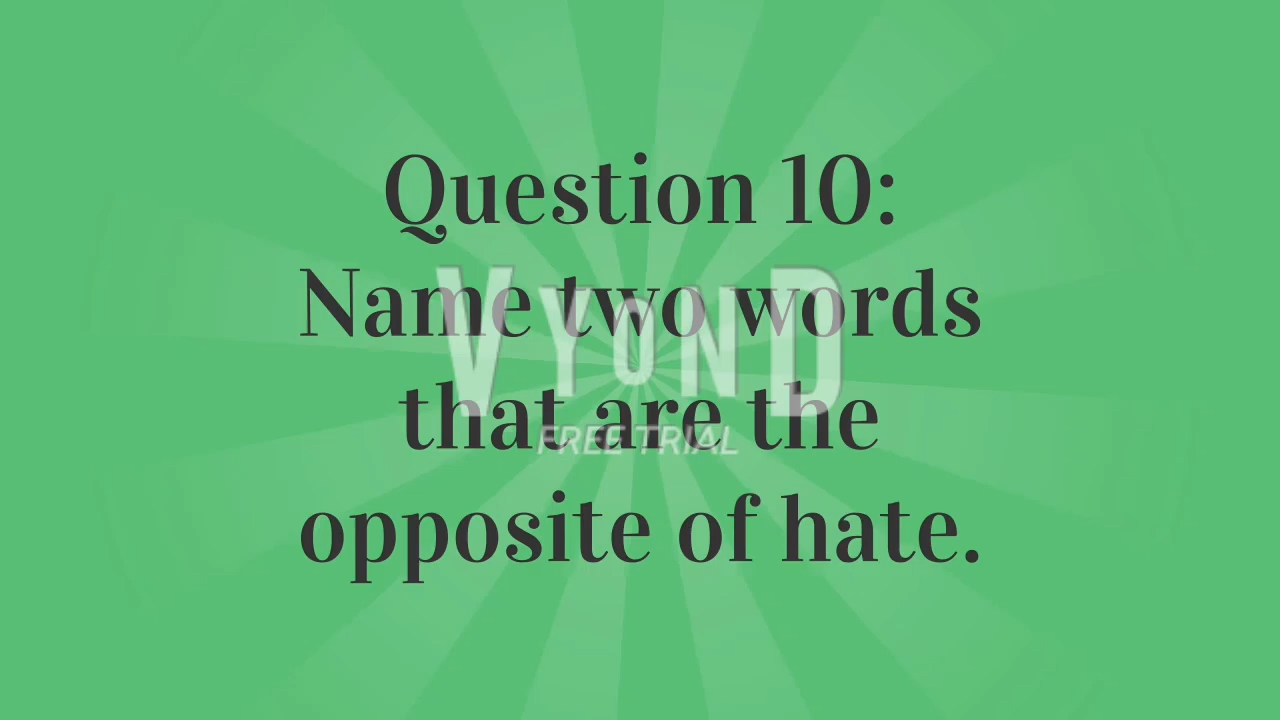 Question 10:
Name two words
that are the
opposite of hate.
VYOND
FREE TRIAL